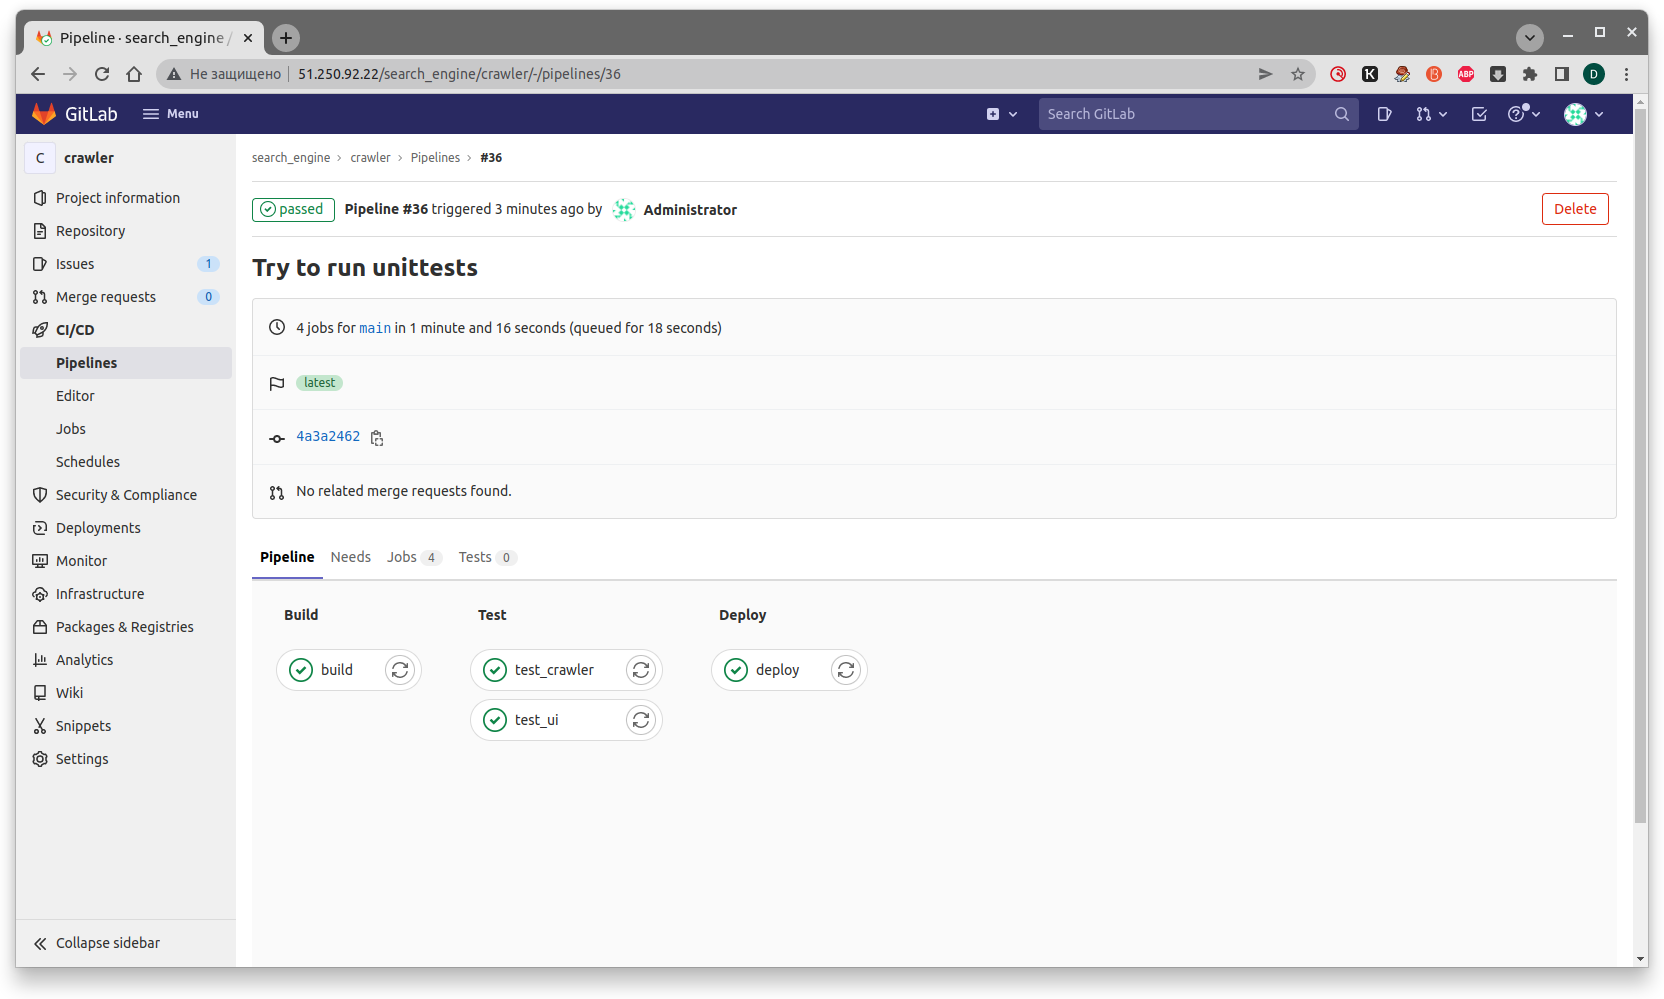 Pipeline · search_engine /
Не защищено
51.250.92.22/search_engine/crawler/-/pipelines/36
K
B
ABP
D
GitLab
Menu
Search GitLab
C
crawler
Project information
Repository
Issues 1
Merge requests 0
CI/CD
Pipelines
Editor
Jobs
Schedules
Security & Compliance
Deployments
Monitor
Infrastructure
Packages & Registries
Analytics
Wiki
Snippets
Settings
Collapse sidebar
search_engine › crawler › Pipelines › #36
passed Pipeline #36 triggered 3 minutes ago by Administrator
Delete
Try to run unittests
4 jobs for main in 1 minute and 16 seconds (queued for 18 seconds)
latest
4a3a2462
No related merge requests found.
Pipeline Needs Jobs 4 Tests 0
Build Test Deploy
build test_crawler deploy
test_ui